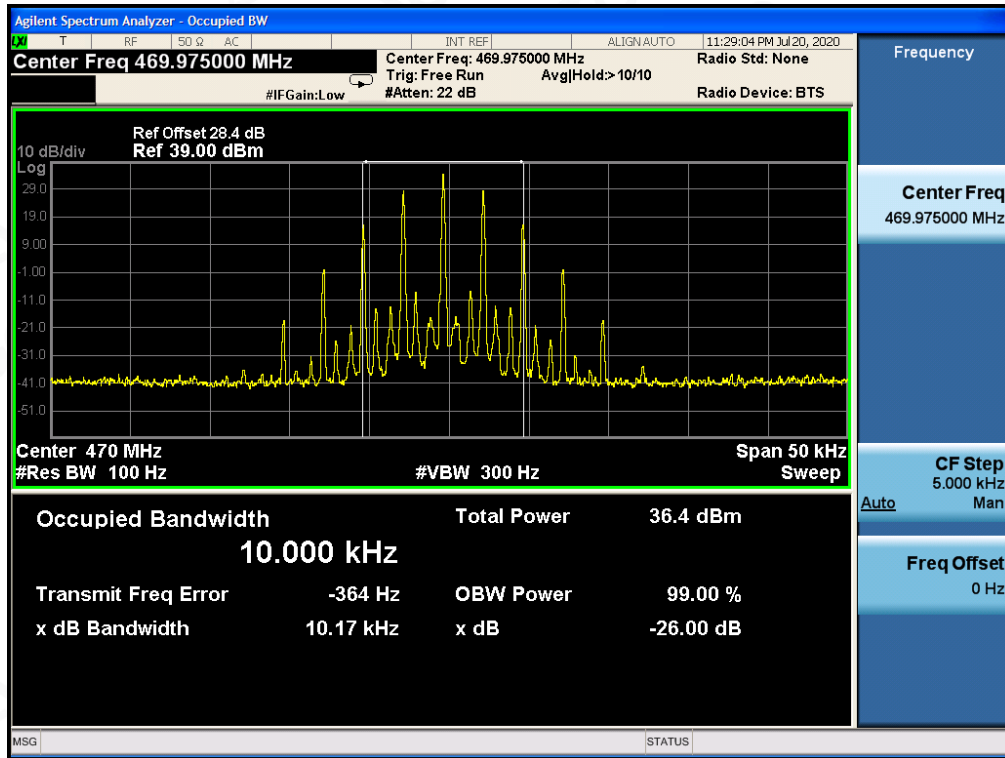 Agilent Spectrum Analyzer - Occupied BW
LXI T RF 50 Ω AC INT REF ALIGN AUTO 11:29:04 PM Jul 20, 2020
Center Freq 469.975000 MHz
Center Freq: 469.975000 MHz Radio Std: None
Trig: Free Run Avg|Hold:>10/10
#IFGain:Low #Atten: 22 dB Radio Device: BTS
Ref Offset 28.4 dB
10 dB/div Ref 39.00 dBm
Log
29.0
19.0
9.00
-1.00
-11.0
-21.0
-31.0
-41.0
-51.0
Center 470 MHz Span 50 kHz
#Res BW 100 Hz #VBW 300 Hz Sweep
Occupied Bandwidth Total Power 36.4 dBm
10.000 kHz
Transmit Freq Error -364 Hz OBW Power 99.00 %
x dB Bandwidth 10.17 kHz x dB -26.00 dB
MSG STATUS
Frequency
Center Freq
469.975000 MHz
CF Step
5.000 kHz
Auto Man
Freq Offset
0 Hz